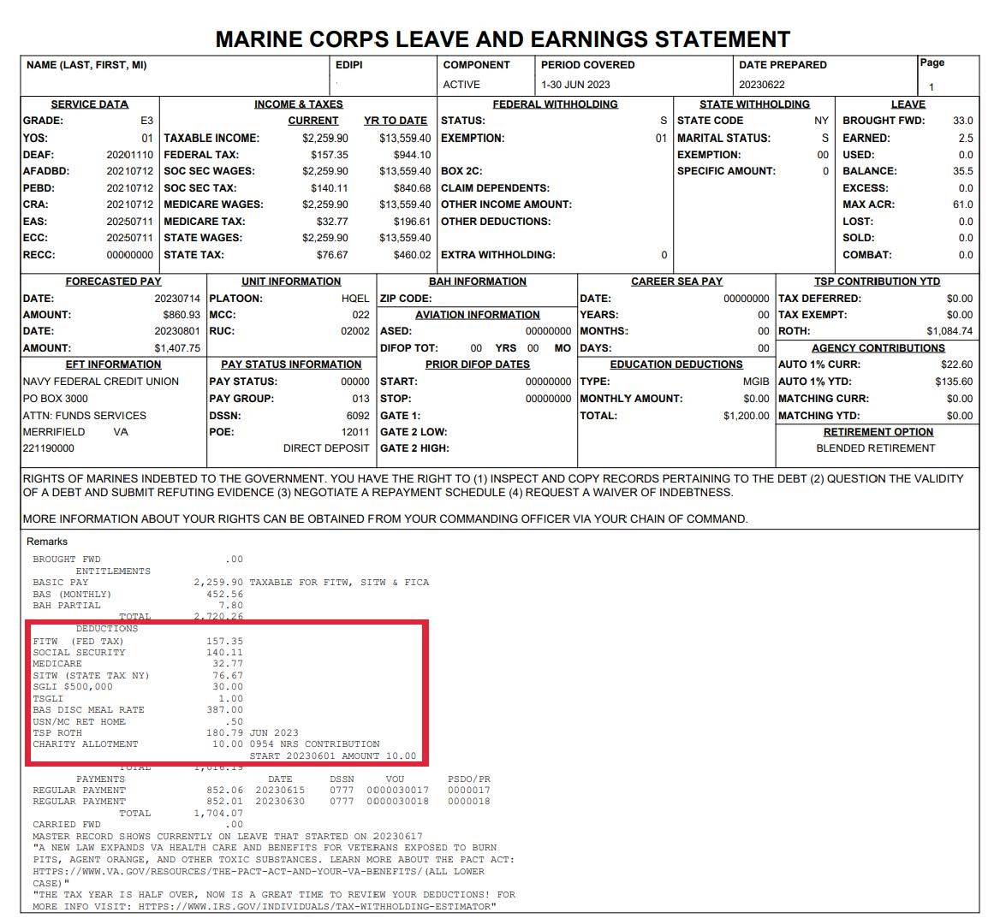 MARINE CORPS LEAVE AND EARNINGS STATEMENT
NAME (LAST, FIRST, MI) EDIPI COMPONENT PERIOD COVERED DATE PREPARED Page
ACTIVE 1-30 JUN 2023 20230622 1
SERVICE DATA INCOME & TAXES FEDERAL WITHHOLDING STATE WITHHOLDING LEAVE
GRADE: E3 CURRENT YR TO DATE STATUS: S STATE CODE NY BROUGHT FWD: 33.0
YOS: 01 TAXABLE INCOME: $2,259.90 $13,559.40 EXEMPTION: 01 MARITAL STATUS: S EARNED: 2.5
DEAF: 20201110 FEDERAL TAX: $157.35 $944.10 EXEMPTION: 00 USED: 0.0
AFADBD: 20210712 SOC SEC WAGES: $2,259.90 $13,559.40 BOX 2C: SPECIFIC AMOUNT: 0 BALANCE: 35.5
PEBD: 20210712 SOC SEC TAX: $140.11 $840.68 CLAIM DEPENDENTS: EXCESS: 0.0
CRA: 20210712 MEDICARE WAGES: $2,259.90 $13,559.40 OTHER INCOME AMOUNT: MAX ACR: 61.0
EAS: 20250711 MEDICARE TAX: $32.77 $196.61 OTHER DEDUCTIONS: LOST: 0.0
ECC: 20250711 STATE WAGES: $2,259.90 $13,559.40 SOLD: 0.0
RECC: 00000000 STATE TAX: $76.67 $460.02 EXTRA WITHHOLDING: 0 COMBAT: 0.0
FORECASTED PAY UNIT INFORMATION BAH INFORMATION CAREER SEA PAY TSP CONTRIBUTION YTD
DATE: 20230714 PLATOON: HQEL ZIP CODE: DATE: 00000000 TAX DEFERRED: $0.00
AMOUNT: $860.93 MCC: 022 AVIATION INFORMATION YEARS: 00 TAX EXEMPT: $0.00
DATE: 20230801 RUC: 02002 ASED: 00000000 MONTHS: 00 ROTH: $1,084.74
AMOUNT: $1,407.75 DIFOP TOT: 00 YRS 00 MO DAYS: 00 AGENCY CONTRIBUTIONS
EFT INFORMATION PAY STATUS INFORMATION PRIOR DIFOP DATES EDUCATION DEDUCTIONS AUTO 1% CURR: $22.60
NAVY FEDERAL CREDIT UNION PAY STATUS: 00000 START: 00000000 TYPE: MGIB AUTO 1% YTD: $135.60
PO BOX 3000 PAY GROUP: 013 STOP: 00000000 MONTHLY AMOUNT: $0.00 MATCHING CURR: $0.00
ATTN: FUNDS SERVICES DSSN: 6092 GATE 1: TOTAL: $1,200.00 MATCHING YTD: $0.00
MERRIFIELD VA POE: 12011 GATE 2 LOW: RETIREMENT OPTION
221190000 DIRECT DEPOSIT GATE 2 HIGH: BLENDED RETIREMENT
RIGHTS OF MARINES INDEBTED TO THE GOVERNMENT. YOU HAVE THE RIGHT TO (1) INSPECT AND COPY RECORDS PERTAINING TO THE DEBT (2) QUESTION THE VALIDITY
OF A DEBT AND SUBMIT REFUTING EVIDENCE (3) NEGOTIATE A REPAYMENT SCHEDULE (4) REQUEST A WAIVER OF INDEBTNESS.
MORE INFORMATION ABOUT YOUR RIGHTS CAN BE OBTAINED FROM YOUR COMMANDING OFFICER VIA YOUR CHAIN OF COMMAND.
Remarks
BROUGHT FWD .00
ENTITLEMENTS
BASIC PAY 2,259.90 TAXABLE FOR FITW, SITW & FICA
BAS (MONTHLY) 452.56
BAH PARTIAL 7.80
TOTAL 2,720.26
DEDUCTIONS
FITW (FED TAX) 157.35
SOCIAL SECURITY 140.11
MEDICARE 32.77
SITW (STATE TAX NY) 76.67
SGLI $500,000 30.00
TSGLI 1.00
BAS DISC MEAL RATE 387.00
USN/MC RET HOME .50
TSP ROTH 180.79 JUN 2023
CHARITY ALLOTMENT 10.00 0954 NRS CONTRIBUTION
START 20230601 AMOUNT 10.00
TOTAL 1,016.19
PAYMENTS DATE DSSN VOU PSDO/PR
REGULAR PAYMENT 852.06 20230615 0777 0000030017 0000017
REGULAR PAYMENT 852.01 20230630 0777 0000030018 0000018
TOTAL 1,704.07
CARRIED FWD .00
MASTER RECORD SHOWS CURRENTLY ON LEAVE THAT STARTED ON 20230617
"A NEW LAW EXPANDS VA HEALTH CARE AND BENEFITS FOR VETERANS EXPOSED TO BURN
PITS, AGENT ORANGE, AND OTHER TOXIC SUBSTANCES. LEARN MORE ABOUT THE PACT ACT:
HTTPS://WWW.VA.GOV/RESOURCES/THE-PACT-ACT-AND-YOUR-VA-BENEFITS/(ALL LOWER
CASE)"
"THE TAX YEAR IS HALF OVER, NOW IS A GREAT TIME TO REVIEW YOUR DEDUCTIONS! FOR
MORE INFO VISIT: HTTPS://WWW.IRS.GOV/INDIVIDUALS/TAX-WITHHOLDING-ESTIMATOR"